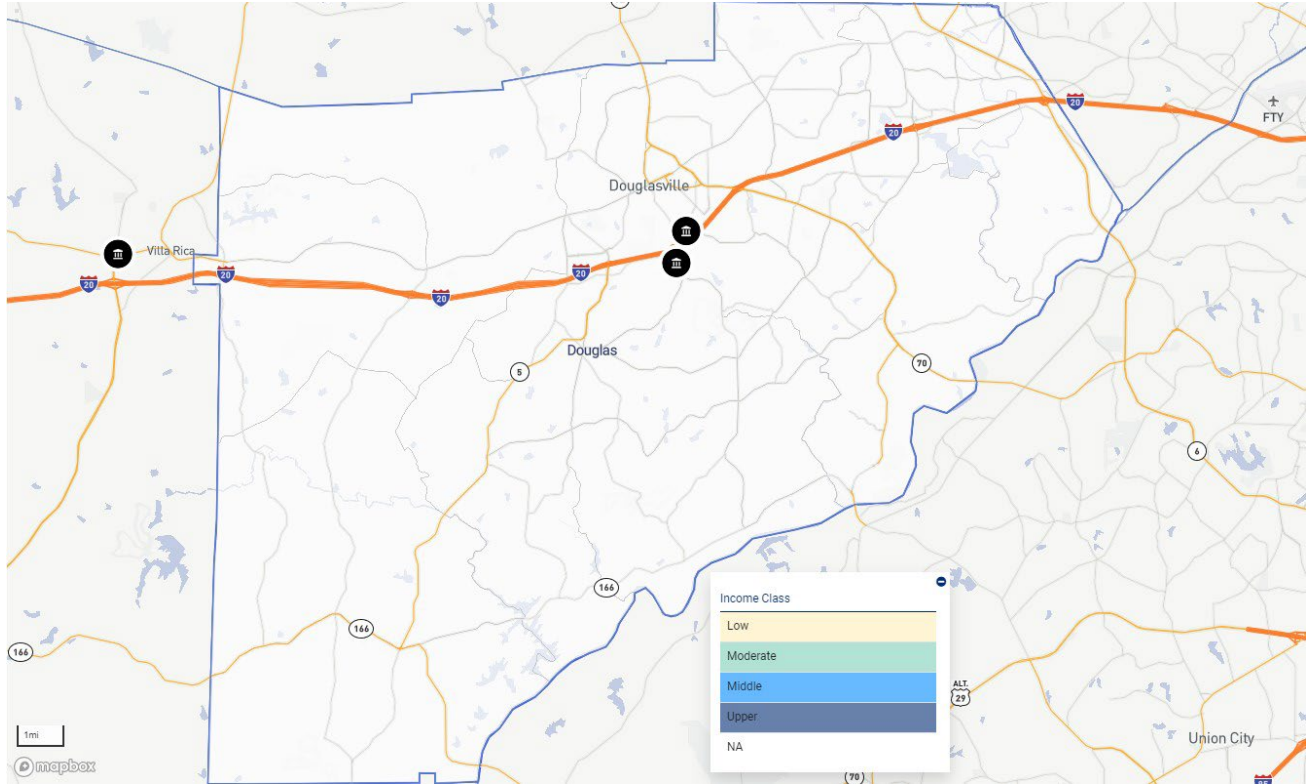 20
FTY
20
Douglasville
Villa Rica
20
20
20
20
Douglas
5
70
6
166
166
166
Income Class
Low
Moderate
Middle
Upper
NA
ALT.
29
Union City
1mi
mapbox
70
85